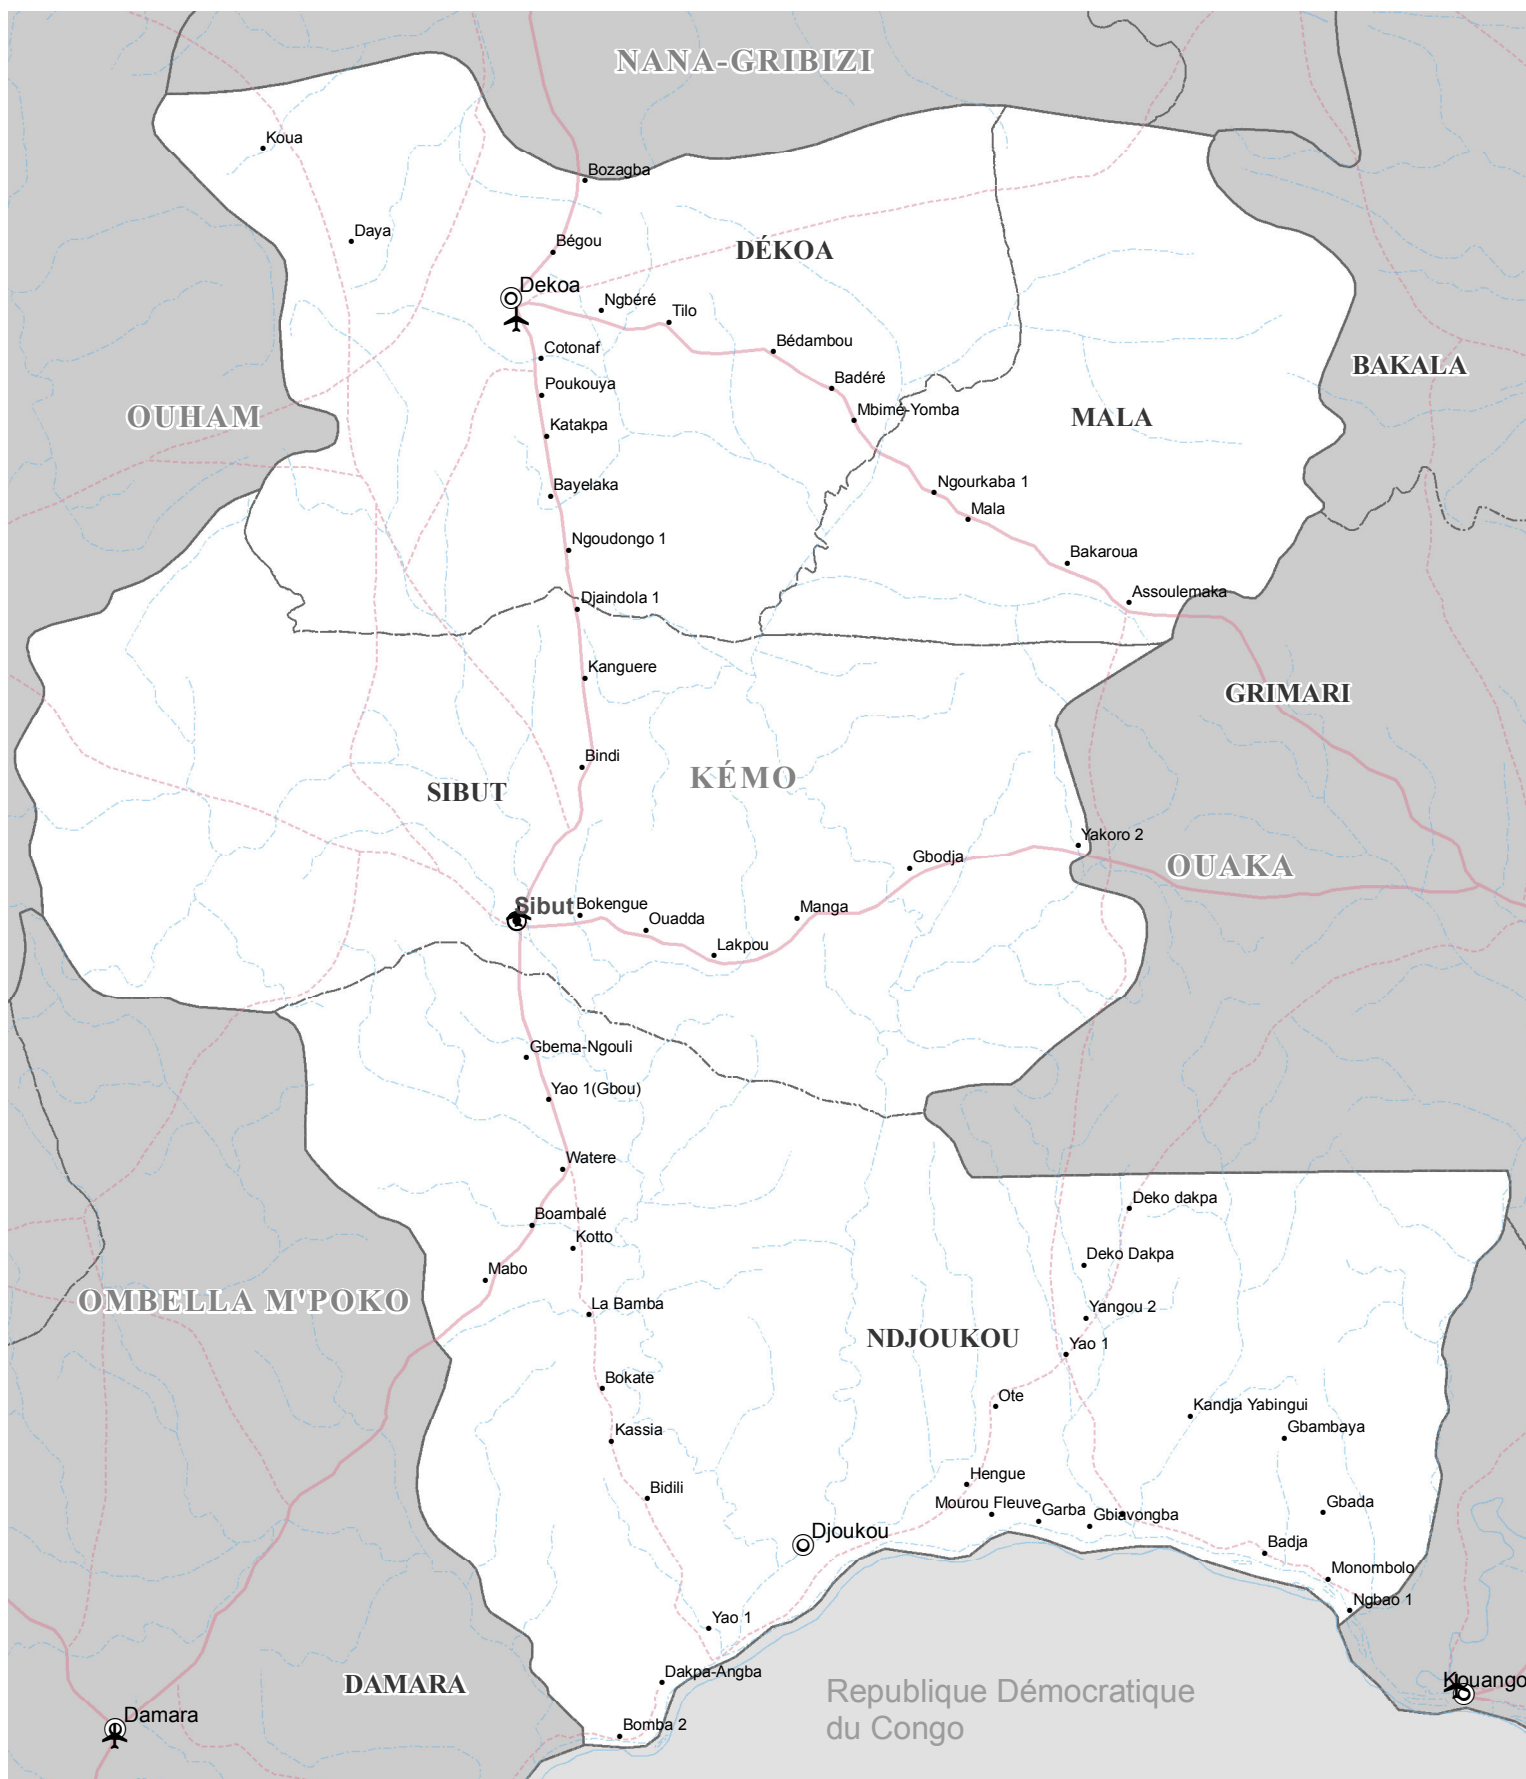 NANA-GRIBIZI
Koua
Bozagba
Daya
Bégou
DÉKOA
Dekoa
Ngbéré
Tilo
Cotonaf
Bédambou
BAKALA
Poukouya
Badéré
OUHAM
Mbimé-Yomba
MALA
Katakpa
Bayelaka
Ngourkaba 1
Mala
Ngoudongo 1
Bakaroua
Djaindola 1
Assoulemaka
Kanguere
GRIMARI
Bindi
KÉMO
SIBUT
Yakoro 2
Gbodja
OUAKA
Sibut
Bokengue
Ouadda
Manga
Lakpou
Gbema-Ngouli
Yao 1(Gbou)
Watere
Deko dakpa
Boambalé
Kotto
Deko Dakpa
Mabo
OMBELLA M'POKO
La Bamba
Yangou 2
NDJOUKOU
Yao 1
Bokate
Ote
Kandja Yabingui
Kassia
Gbambaya
Hengue
Bidili
Mourou Fleuve
Garba
Gbiavongba
Gbada
Djoukou
Badja
Monombolo
Ngbao 1
Yao 1
Dakpa-Angba
DAMARA
Republique Démocratique
du Congo
Kouango
Damara
Bomba 2